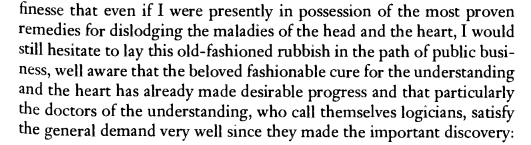 finesse that even if I were presently in possession of the most proven
remedies for dislodging the maladies of the head and the heart, I would
still hesitate to lay this old-fashioned rubbish in the path of public busi-
ness, well aware that the beloved fashionable cure for the understanding
and the heart has already made desirable progress and that particularly
the doctors of the understanding, who call themselves logicians, satisfy
the general demand very well since they made the important discovery: